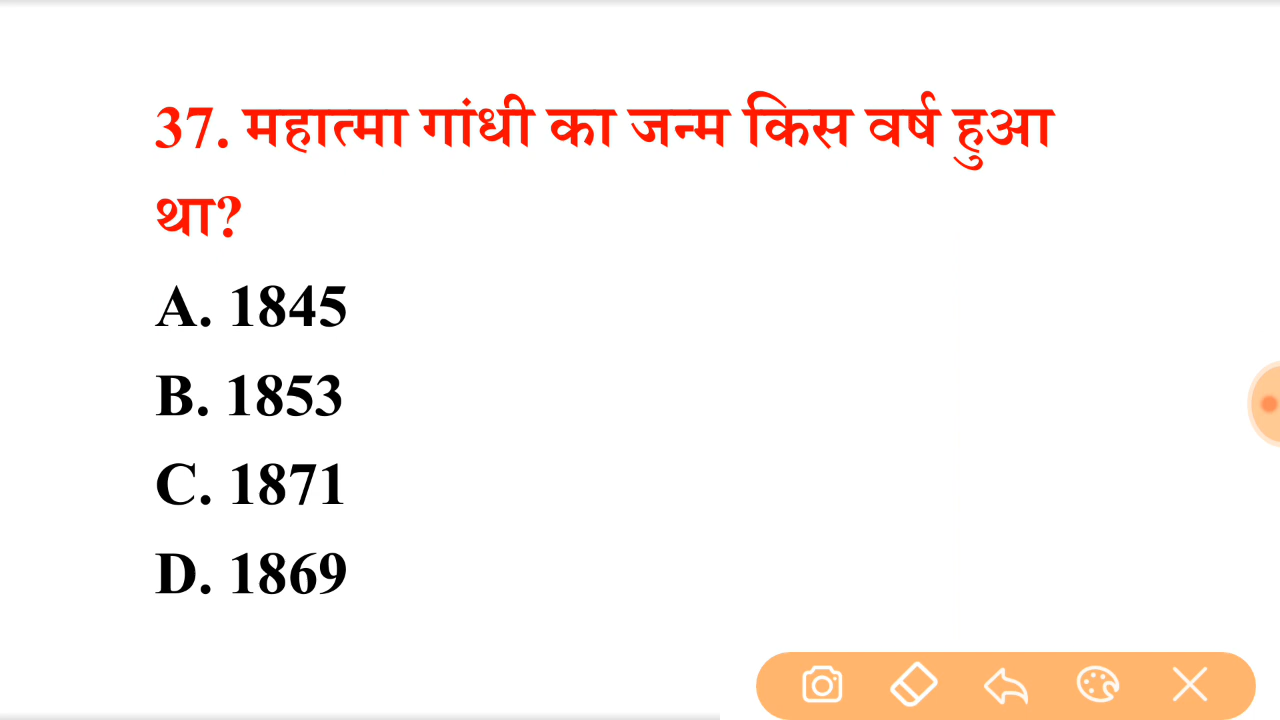 37. महात्मा गांधी का जन्म किस वर्ष हुआ
था?
A. 1845
B. 1853
C. 1871
D. 1869